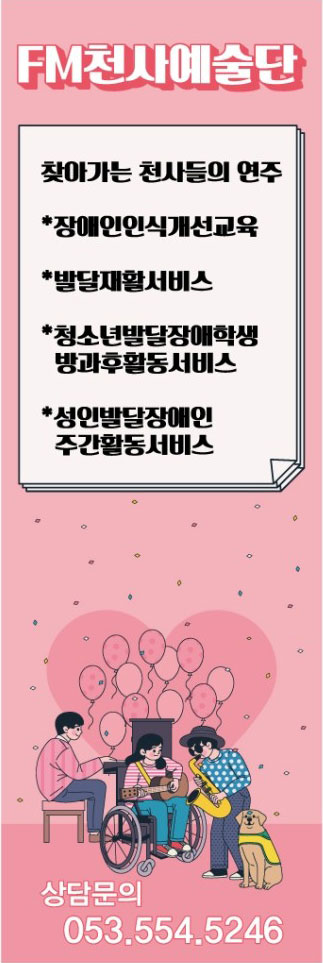 FM천사예술단
찾아가는 천사들의 연주
*장애인인식개선교육
*발달재활서비스
*청소년발달장애학생
방과후활동서비스
*성인발달장애인
주간활동서비스
상담문의
053.554.5246